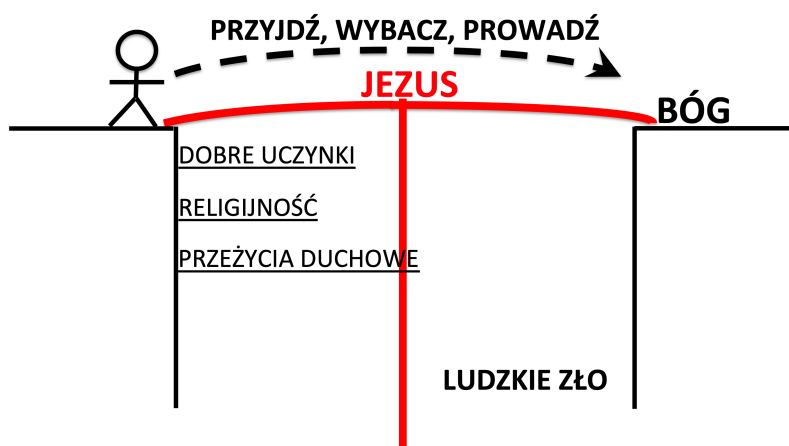 PRZYJDŹ, WYBACZ, PROWADŹ
JEZUS
BÓG
DOBRE UCZYNKI
RELIGIJNOŚĆ
PRZEŻYCIA DUCHOWE
LUDZKIE ZŁO